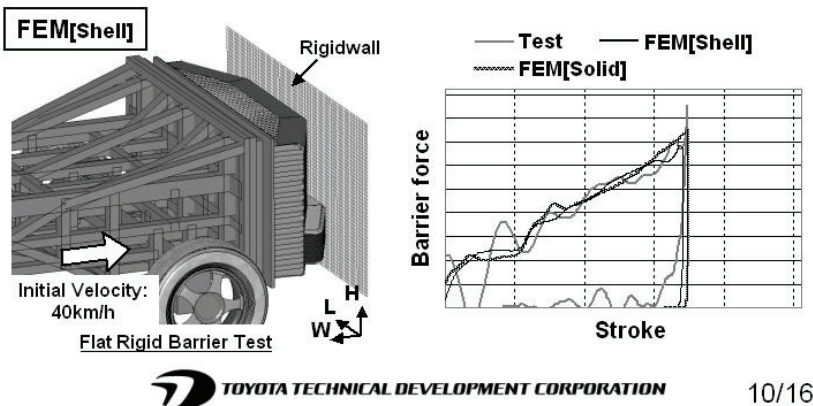 FEM[Shell]
Rigidwall
Initial Velocity:
40km/h
H
L
W
Flat Rigid Barrier Test
Test
FEM[Shell]
FEM[Solid]
Barrier force
Stroke
TOYOTA TECHNICAL DEVELOPMENT CORPORATION
10/16